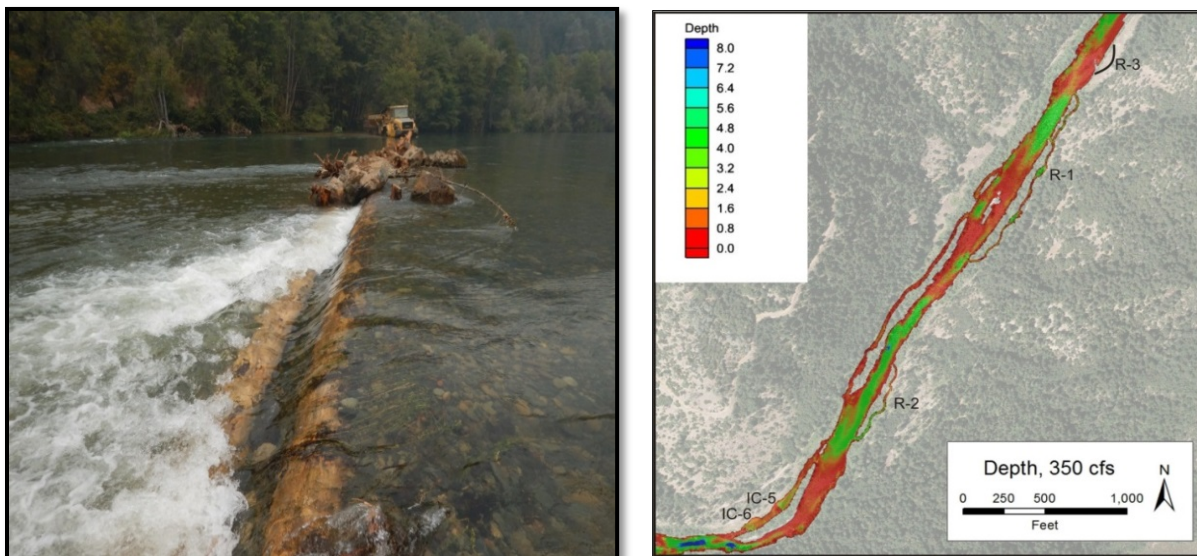 Depth
8.0
7.2
6.4
5.6
4.8
4.0
3.2
2.4
1.6
0.8
0.0
R-3
R-1
R-2
IC-5
IC-6
Depth, 350 cfs
N
0 250 500 1,000
Feet